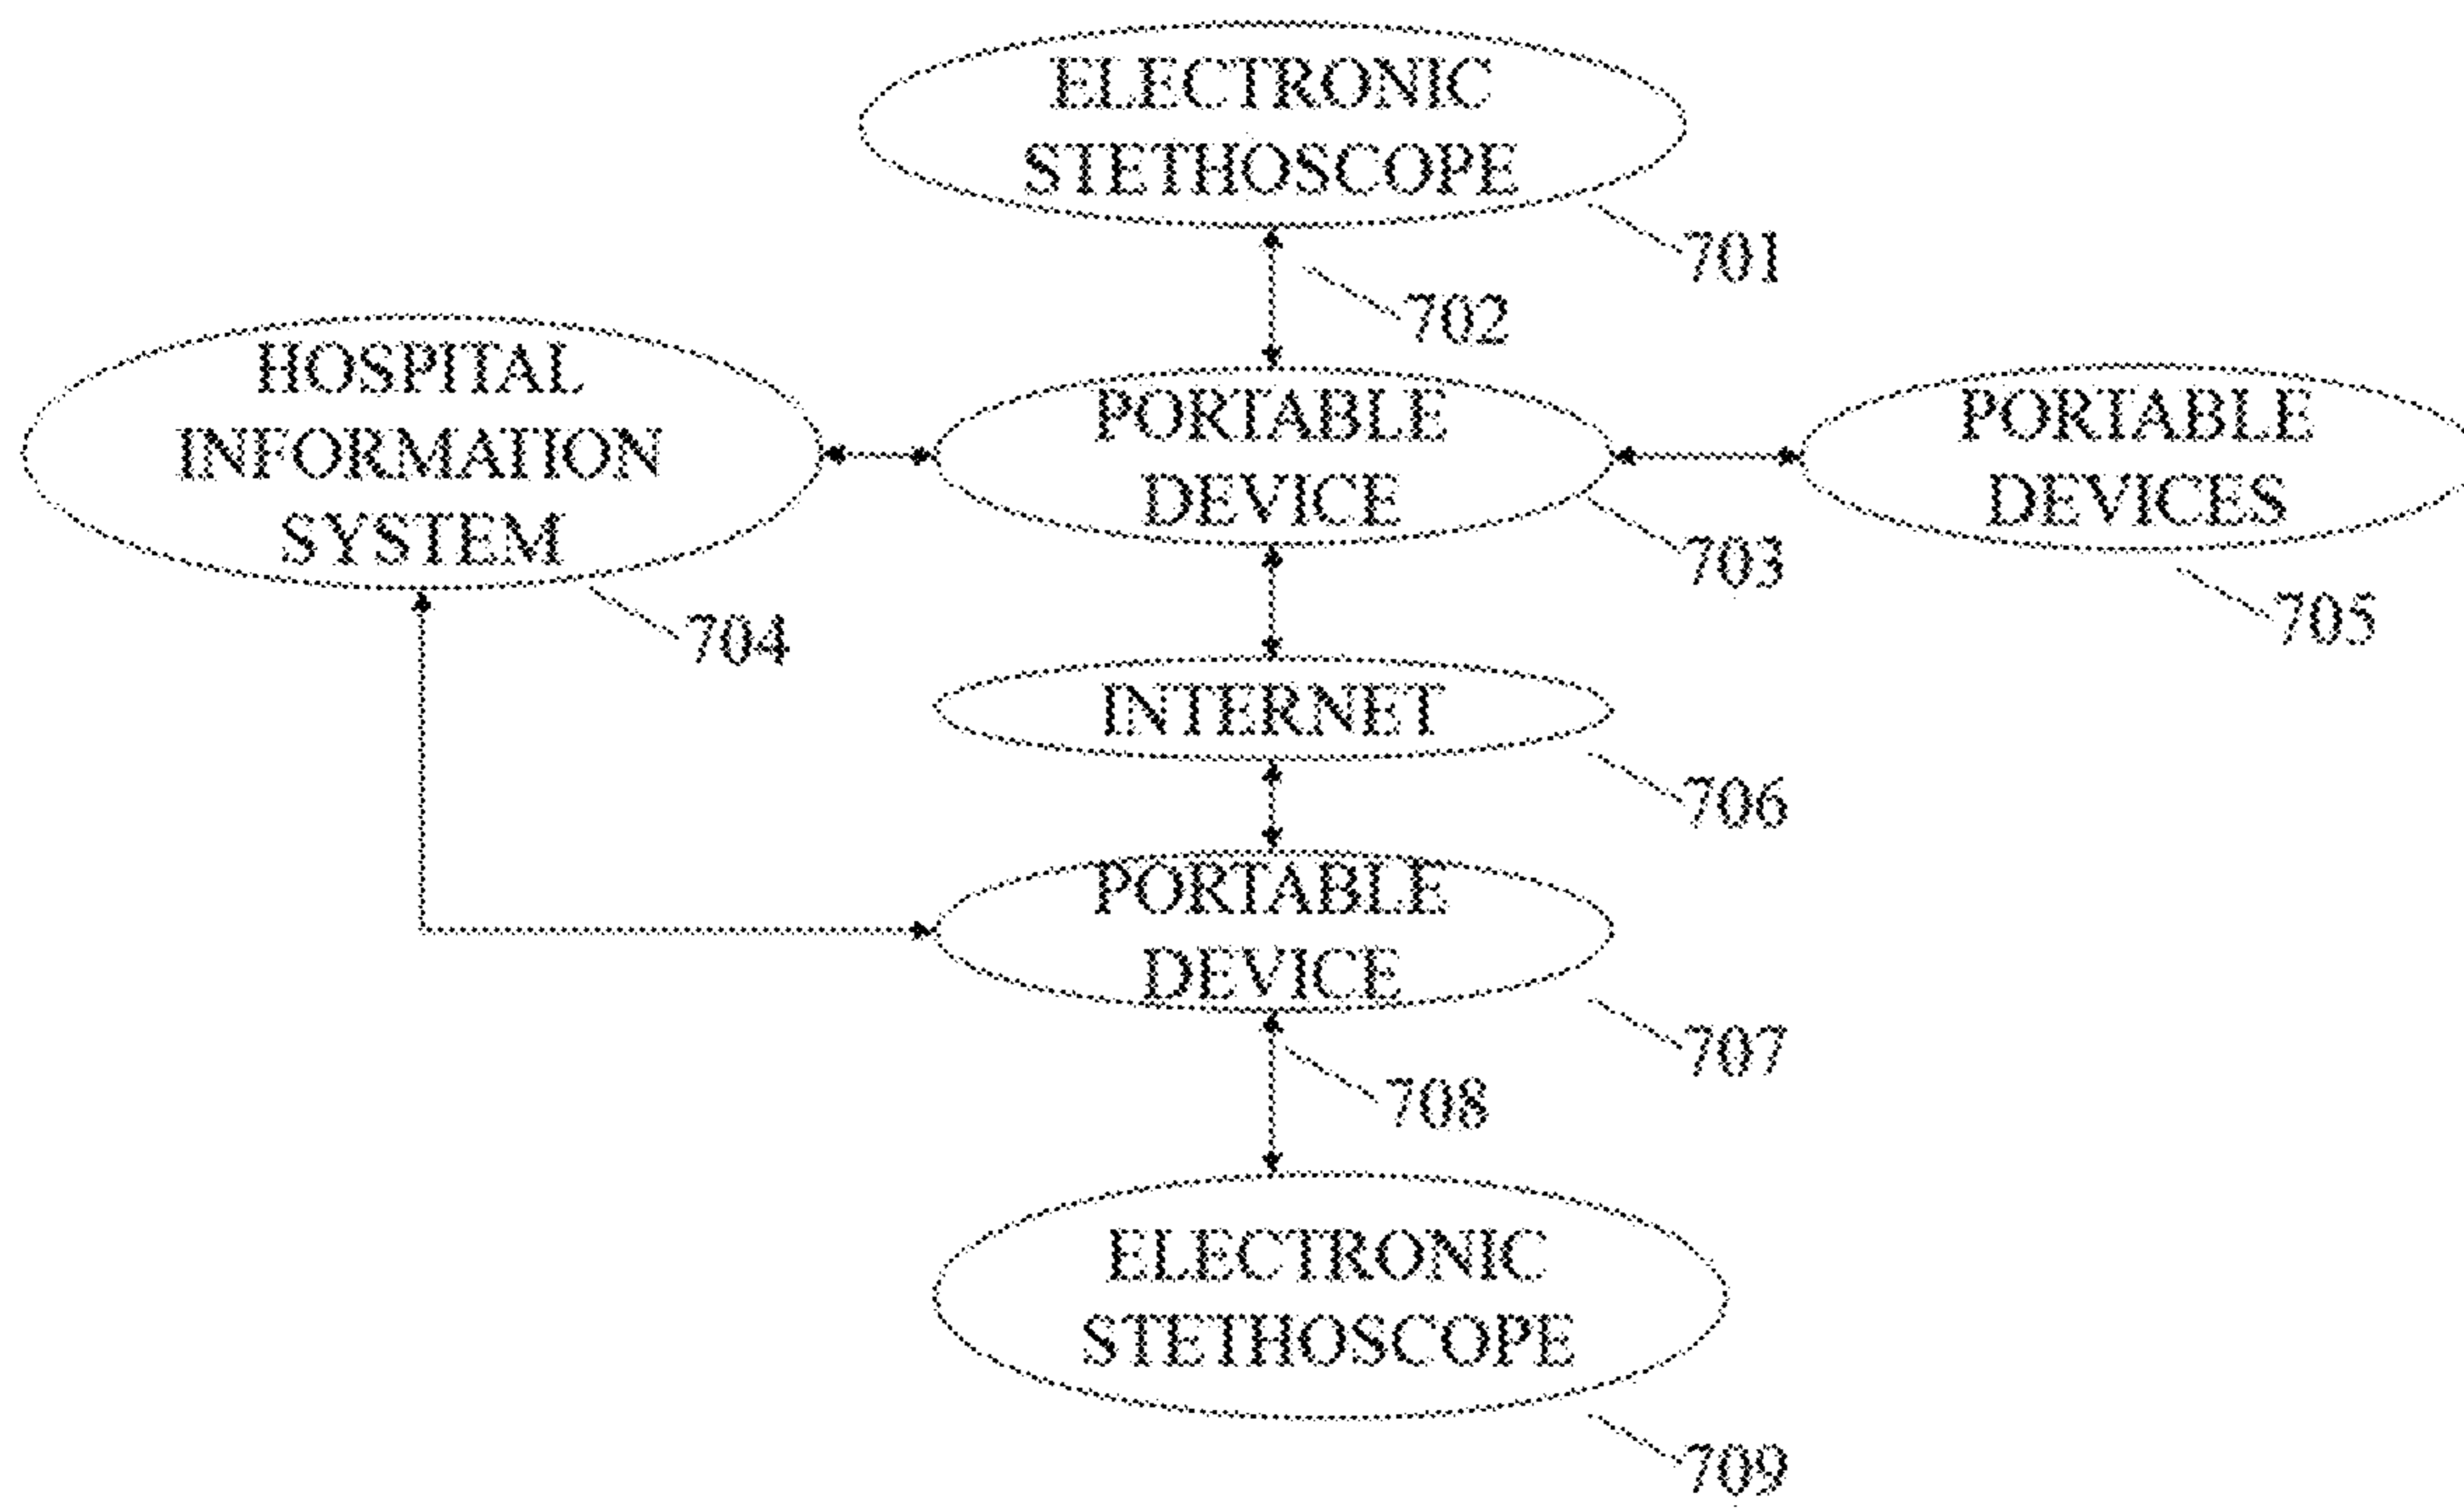 ELECTRONIC
STETHOSCOPE
701
702
HOSPITAL
INFORMATION
SYSTEM
704
PORTABLE
DEVICE
703
PORTABLE
DEVICES
705
INTERNET
706
PORTABLE
DEVICE
707
708
ELECTRONIC
STETHOSCOPE
709